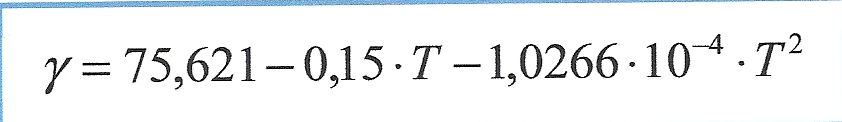 γ = 75,621 − 0,15 · T − 1,0266 · 10⁻⁴ · T²